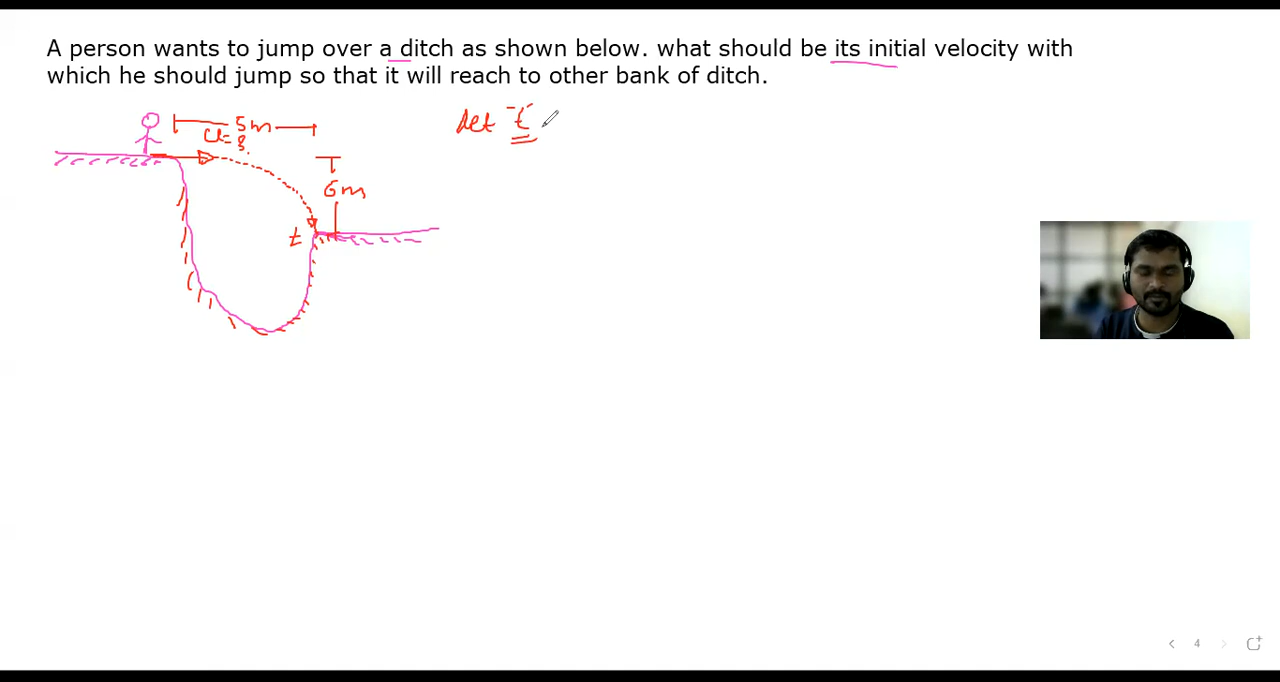 A person wants to jump over a ditch as shown below. what should be its initial velocity with
which he should jump so that it will reach to other bank of ditch.
5m
u=?
6m
t
let "t"
4